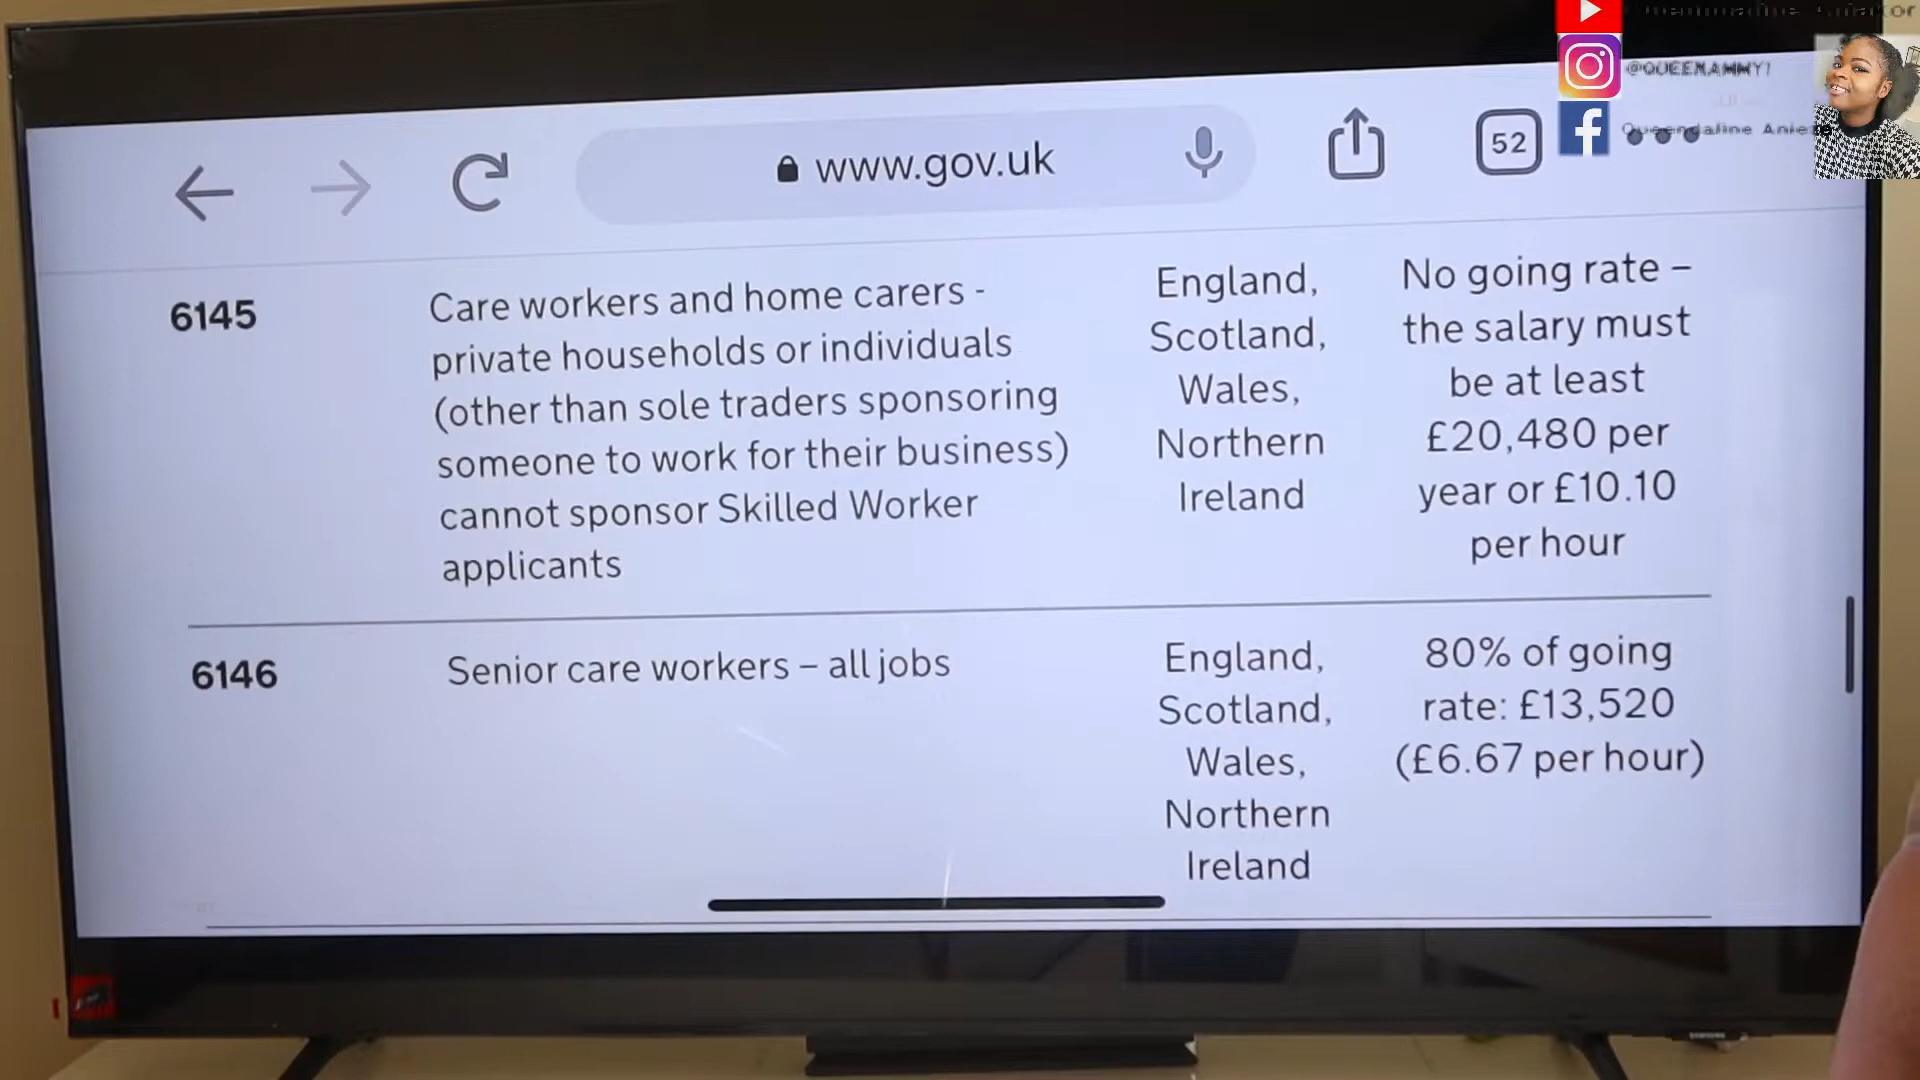 @QUEENAMMY1
www.gov.uk
52
6145
Care workers and home carers -
private households or individuals
(other than sole traders sponsoring
someone to work for their business)
cannot sponsor Skilled Worker
applicants
England,
Scotland,
Wales,
Northern
Ireland
No going rate –
the salary must
be at least
£20,480 per
year or £10.10
per hour
6146
Senior care workers – all jobs
England,
Scotland,
Wales,
Northern
Ireland
80% of going
rate: £13,520
(£6.67 per hour)